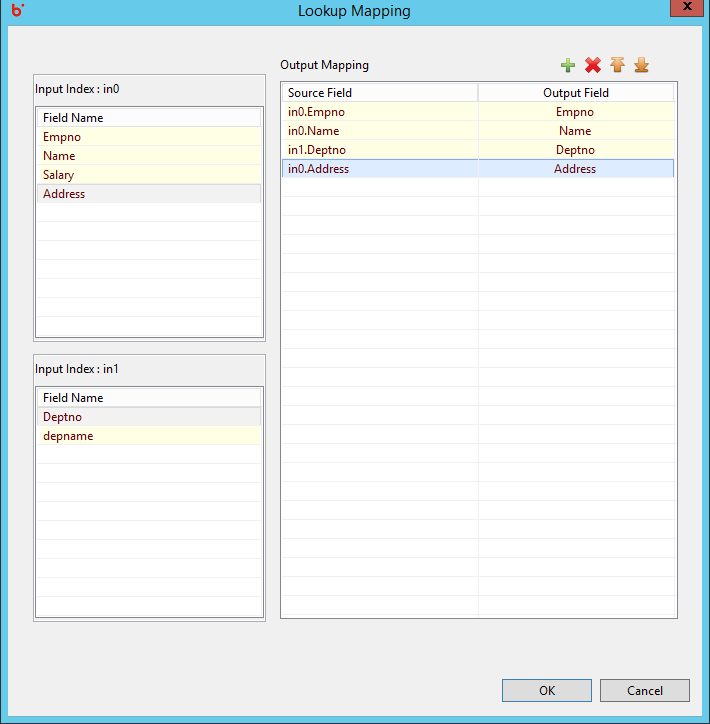 Lookup Mapping
x
Input Index : in0
Field Name
Empno
Name
Salary
Address
Input Index : in1
Field Name
Deptno
depname
Output Mapping
Source Field Output Field
in0.Empno Empno
in0.Name Name
in1.Deptno Deptno
in0.Address Address
OK Cancel